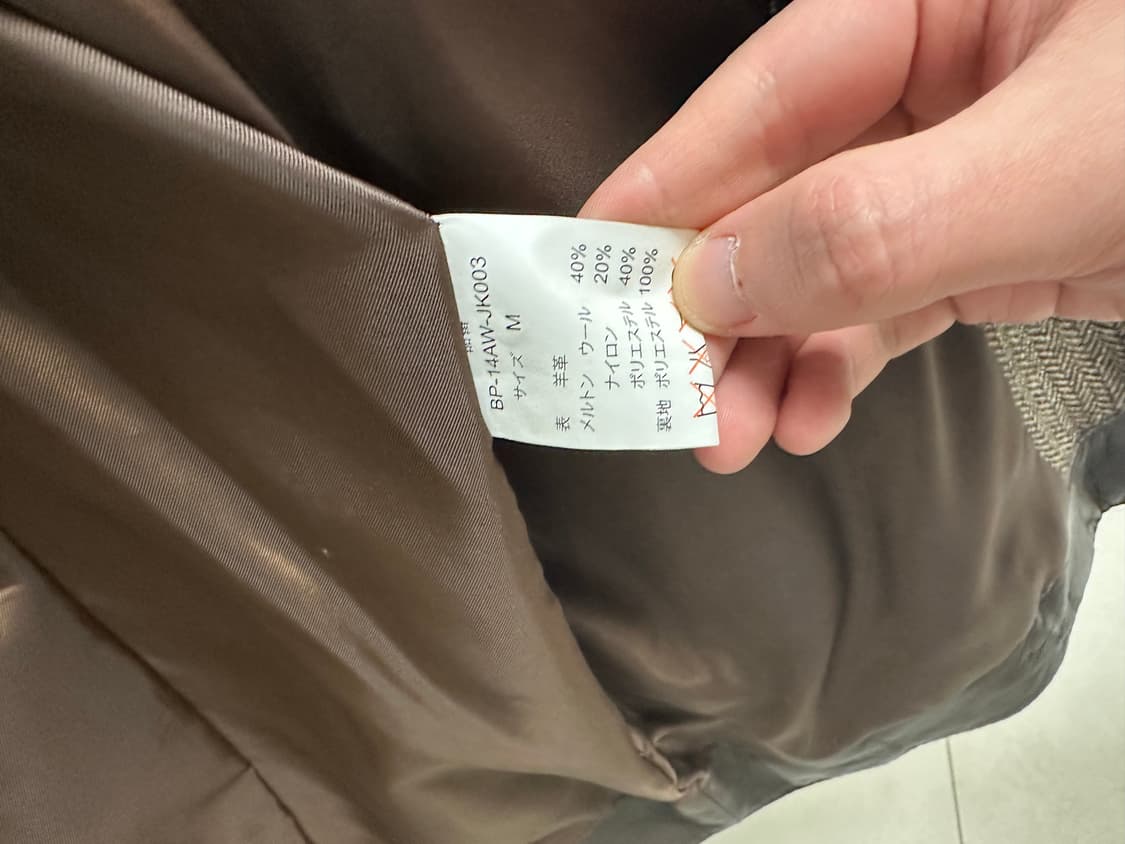 品番
BP-14AW-JK003
サイズ M
表 羊革
メルトン ウール 40%
ナイロン 20%
ポリエステル 40%
裏地 ポリエステル 100%